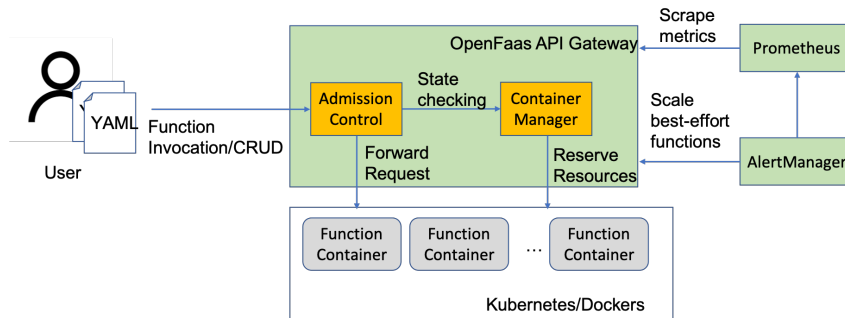 YAML
User
Function
Invocation/CRUD
OpenFaas API Gateway
Admission
Control
State
checking
Container
Manager
Forward
Request
Reserve
Resources
Scrape
metrics
Prometheus
Scale
best-effort
functions
AlertManager
Function
Container
Function
Container
...
Function
Container
Kubernetes/Dockers